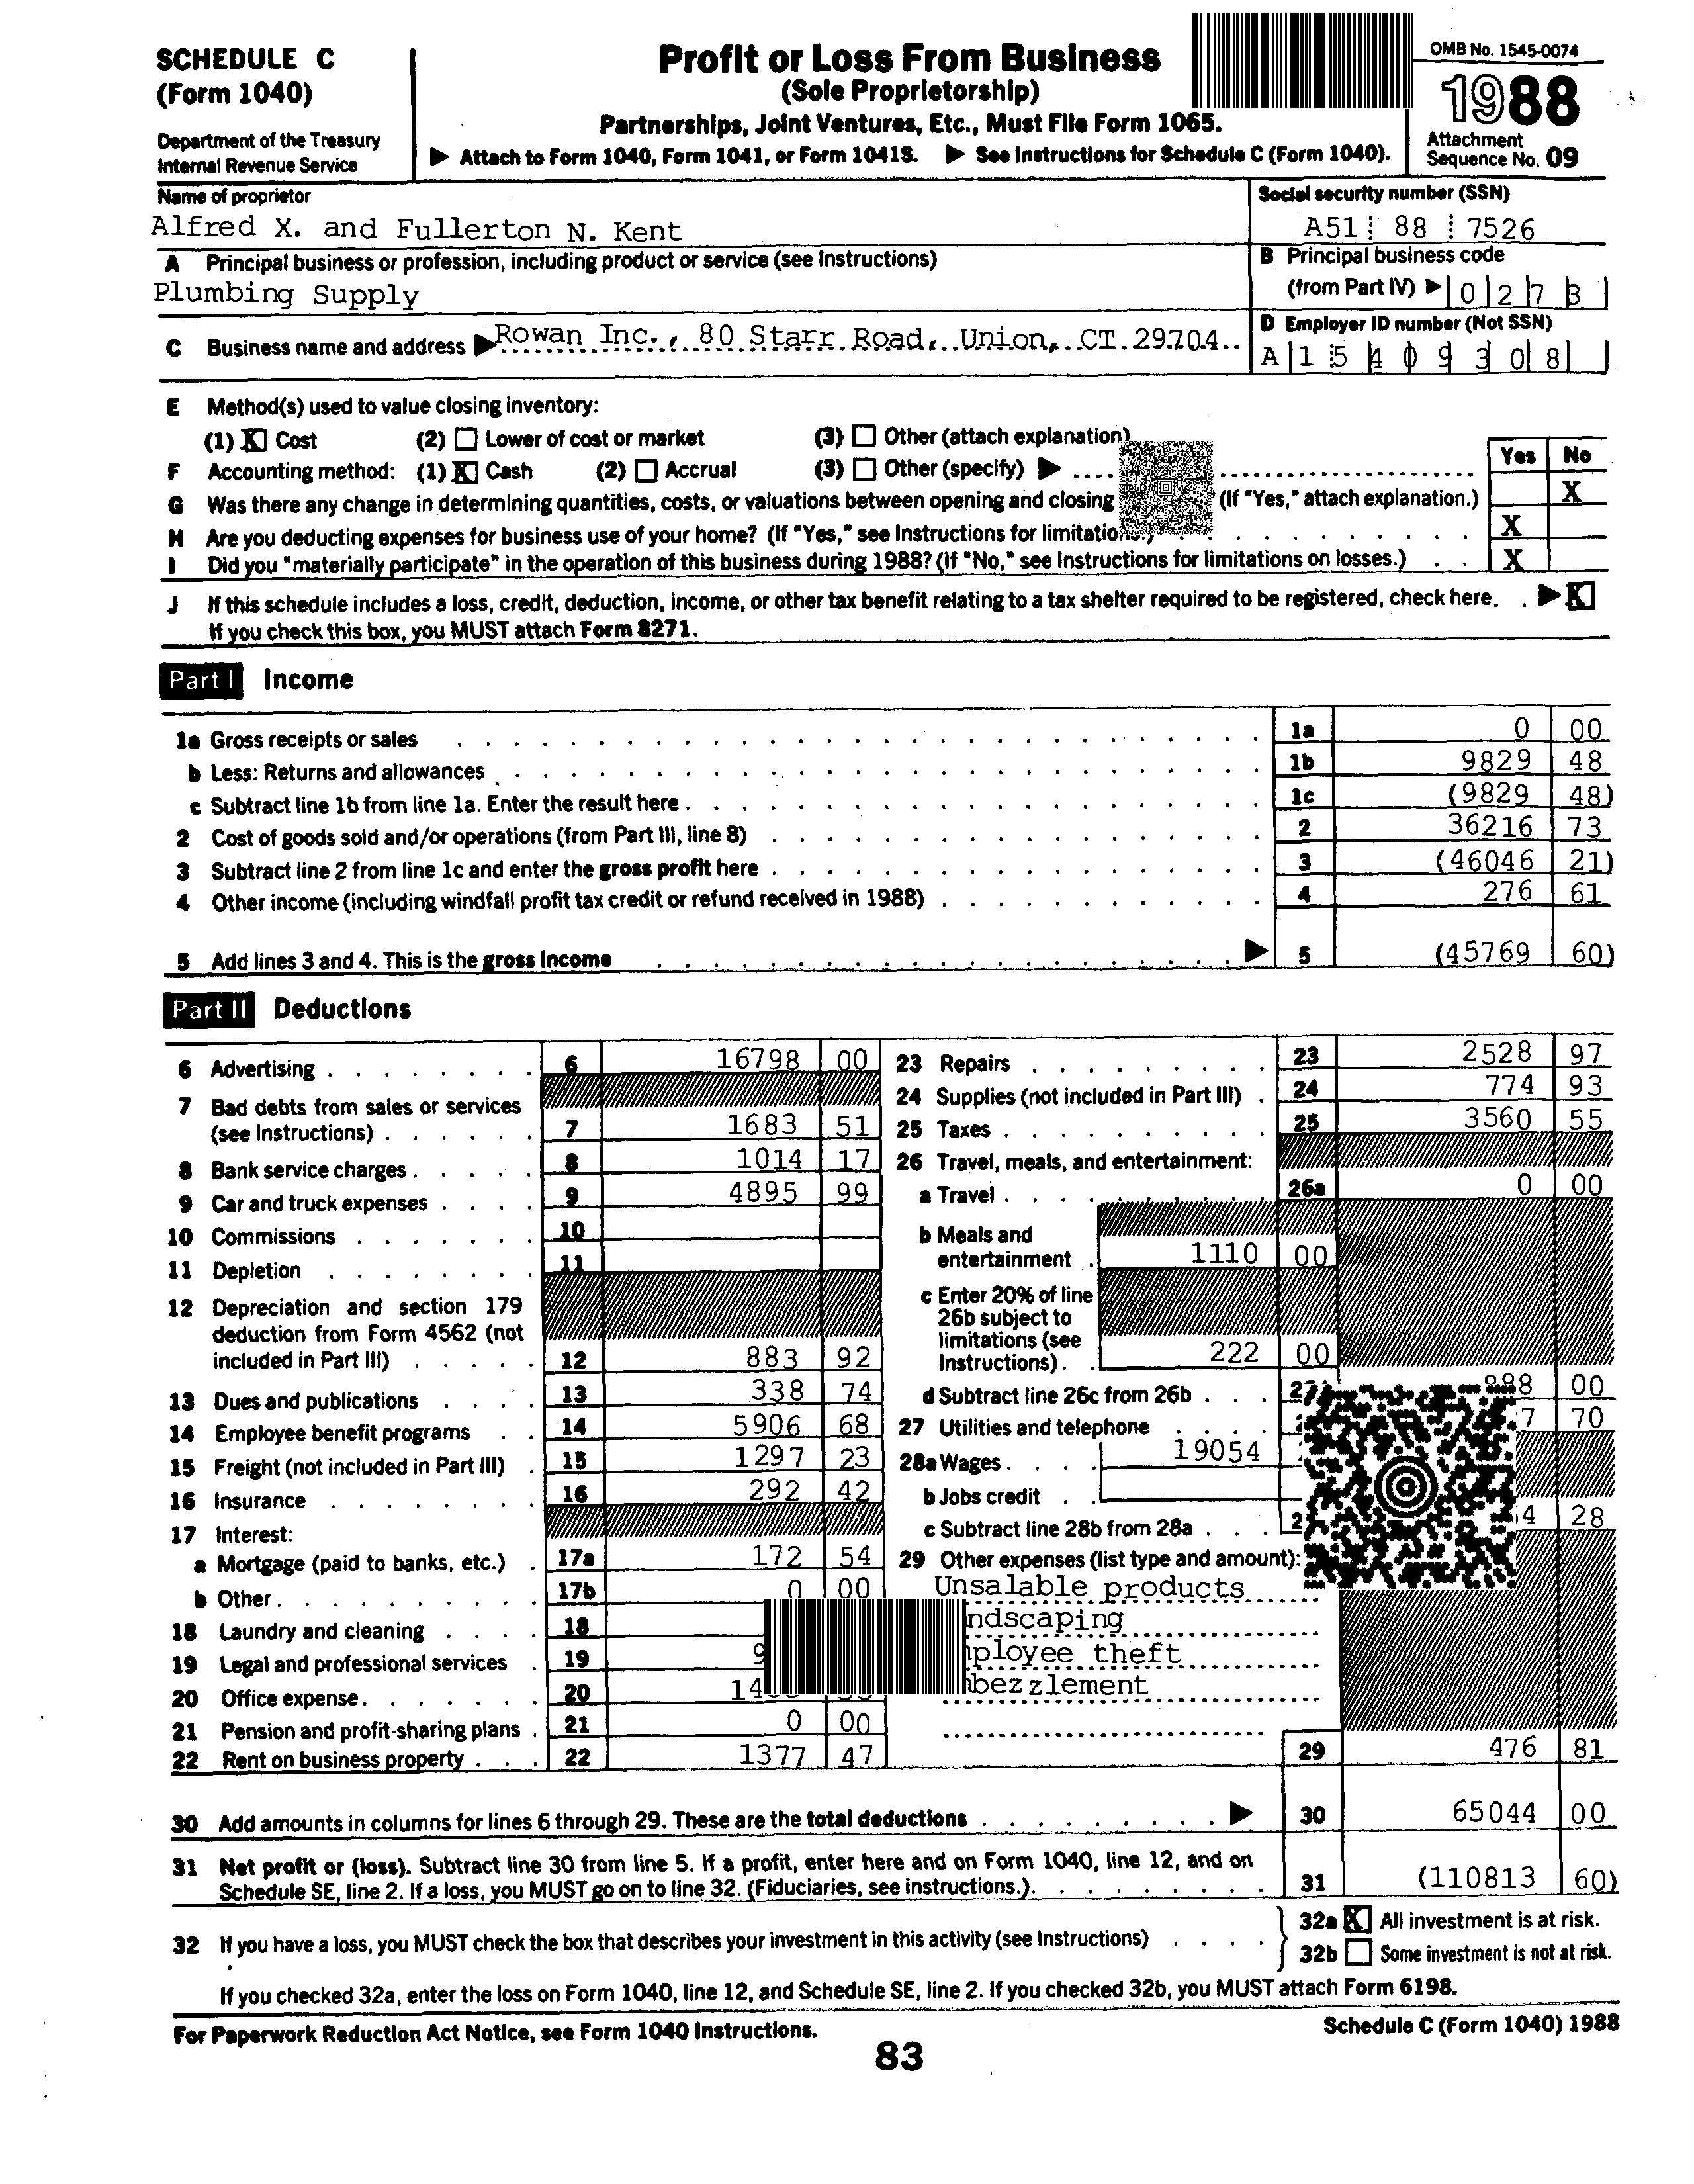 SCHEDULE C
(Form 1040)
Department of the Treasury
Internal Revenue Service
Profit or Loss From Business
(Sole Proprietorship)
Partnerships, Joint Ventures, Etc., Must File Form 1065.
▶ Attach to Form 1040, Form 1041, or Form 1041S. ▶ See Instructions for Schedule C (Form 1040).
OMB No. 1545-0074
1988
Attachment
Sequence No. 09
Name of proprietor
Alfred X. and Fullerton N. Kent
Social security number (SSN)
A51 88 7526
A Principal business or profession, including product or service (see Instructions)
Plumbing Supply
B Principal business code
(from Part IV) ▶ 0 2 7 3
C Business name and address ▶ Rowan Inc., 80 Starr Road, Union, CT 29704
D Employer ID number (Not SSN)
A 1 5 4 0 9 3 0 8
E Method(s) used to value closing inventory:
(1) X Cost (2) Lower of cost or market (3) Other (attach explanation)
F Accounting method: (1) X Cash (2) Accrual (3) Other (specify) ▶
Yes No
G Was there any change in determining quantities, costs, or valuations between opening and closing (If "Yes," attach explanation.) X
H Are you deducting expenses for business use of your home? (If "Yes," see Instructions for X
I Did you "materially participate" in the operation of this business during 1988? (If "No," see Instructions for limitations on losses.) X
J If this schedule includes a loss, credit, deduction, income, or other tax benefit relating to a tax shelter required to be registered, check here. ▶ X
If you check this box, you MUST attach Form 8271.
Part I Income
1a Gross receipts or sales 1a 0 00
b Less: Returns and allowances 1b 9829 48
c Subtract line 1b from line 1a. Enter the result here 1c (9829 48)
2 Cost of goods sold and/or operations (from Part III, line 8) 2 36216 73
3 Subtract line 2 from line 1c and enter the gross profit here 3 (46046 21)
4 Other income (including windfall profit tax credit or refund received in 1988) 4 276 61
5 Add lines 3 and 4. This is the gross income ▶ 5 (45769 60)
Part II Deductions
6 Advertising 6 16798 00
7 Bad debts from sales or services
(see Instructions) 7 1683 51
8 Bank service charges 8 1014 17
9 Car and truck expenses 9 4895 99
10 Commissions 10
11 Depletion 11
12 Depreciation and section 179
deduction from Form 4562 (not
included in Part III) 12 883 92
13 Dues and publications 13 338 74
14 Employee benefit programs 14 5906 68
15 Freight (not included in Part III) 15 1297 23
16 Insurance 16 292 42
17 Interest:
a Mortgage (paid to banks, etc.) 17a 172 54
b Other 17b 0 00
18 Laundry and cleaning 18
19 Legal and professional services 19
20 Office expense 20
21 Pension and profit-sharing plans 21 0 00
22 Rent on business property 22 1377 47
23 Repairs 23 2528 97
24 Supplies (not included in Part III) 24 774 93
25 Taxes 25 3560 55
26 Travel, meals, and entertainment:
a Travel 26a 0 00
b Meals and
entertainment 1110 00
c Enter 20% of line
26b subject to
limitations (see
Instructions) 222 00
d Subtract line 26c from 26b 00
27 Utilities and telephone 70
28a Wages 19054
b Jobs credit
c Subtract line 28b from 28a 28
29 Other expenses (list type and amount):
Unsalable products
theft
29 476 81
30 Add amounts in columns for lines 6 through 29. These are the total deductions ▶ 30 65044 00
31 Net profit or (loss). Subtract line 30 from line 5. If a profit, enter here and on Form 1040, line 12, and on
Schedule SE, line 2. If a loss, you MUST go on to line 32. (Fiduciaries, see instructions.) 31 (110813 60)
32 If you have a loss, you MUST check the box that describes your investment in this activity (see Instructions)
32a X All investment is at risk.
32b Some investment is not at risk.
If you checked 32a, enter the loss on Form 1040, line 12, and Schedule SE, line 2. If you checked 32b, you MUST attach Form 6198.
For Paperwork Reduction Act Notice, see Form 1040 Instructions.
Schedule C (Form 1040) 1988
83